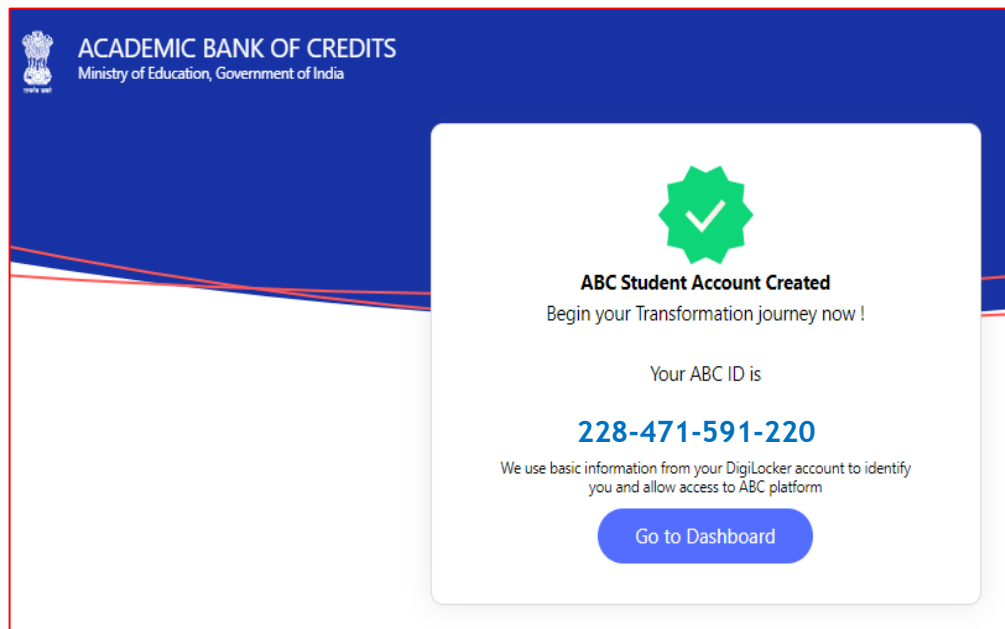 ACADEMIC BANK OF CREDITS
Ministry of Education, Government of India
ABC Student Account Created
Begin your Transformation journey now !
Your ABC ID is
228-471-591-220
We use basic information from your DigiLocker account to identify
you and allow access to ABC platform
Go to Dashboard